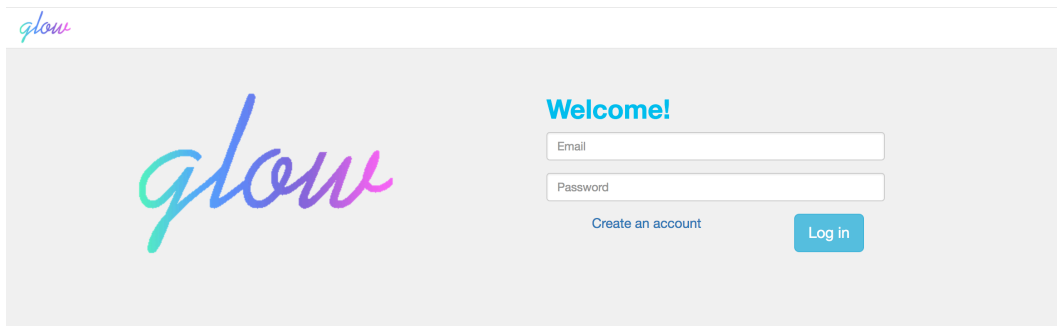 glow
glow
Welcome!
Email
Password
Create an account
Log in